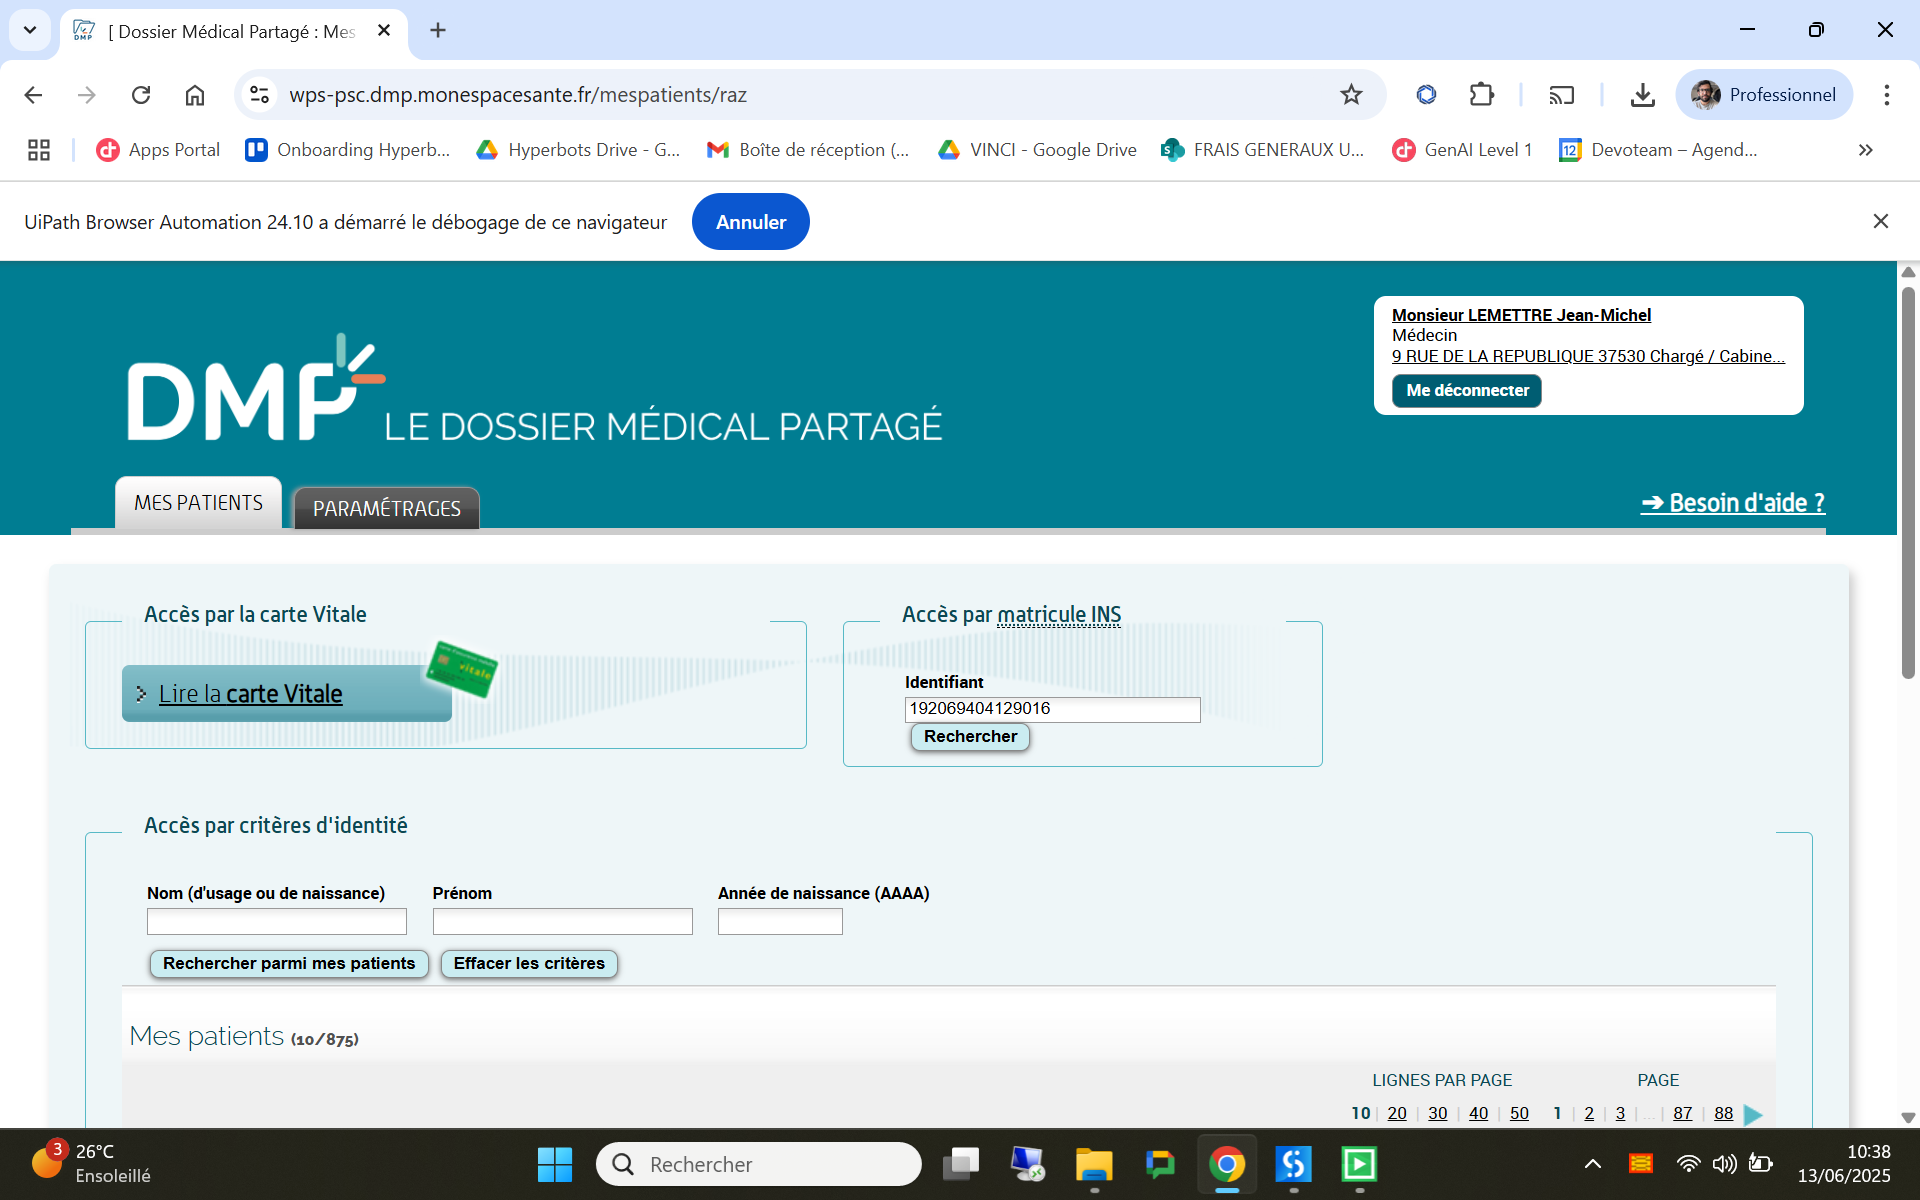 [ Dossier Médical Partagé : Mes
wps-psc.dmp.monespacesante.fr/mespatients/raz
Professionnel
Apps Portal
Onboarding Hyperb...
Hyperbots Drive - G...
Boîte de réception (...
VINCI - Google Drive
FRAIS GENERAUX U...
GenAI Level 1
12
Devoteam – Agend...
UiPath Browser Automation 24.10 a démarré le débogage de ce navigateur
Annuler
Monsieur LEMETTRE Jean-Michel
Médecin
9 RUE DE LA REPUBLIQUE 37530 Chargé / Cabine...
Me déconnecter
DMP LE DOSSIER MÉDICAL PARTAGÉ
MES PATIENTS
PARAMÉTRAGES
➔ Besoin d'aide ?
Accès par la carte Vitale
Lire la carte Vitale
vitale
Accès par matricule INS
Identifiant
192069404129016
Rechercher
Accès par critères d'identité
Nom (d'usage ou de naissance)
Prénom
Année de naissance (AAAA)
Rechercher parmi mes patients
Effacer les critères
Mes patients (10/875)
LIGNES PAR PAGE
PAGE
10 | 20 | 30 | 40 | 50
1 | 2 | 3 | ... | 87 | 88
3
26°C
Ensoleillé
Rechercher
10:38
13/06/2025